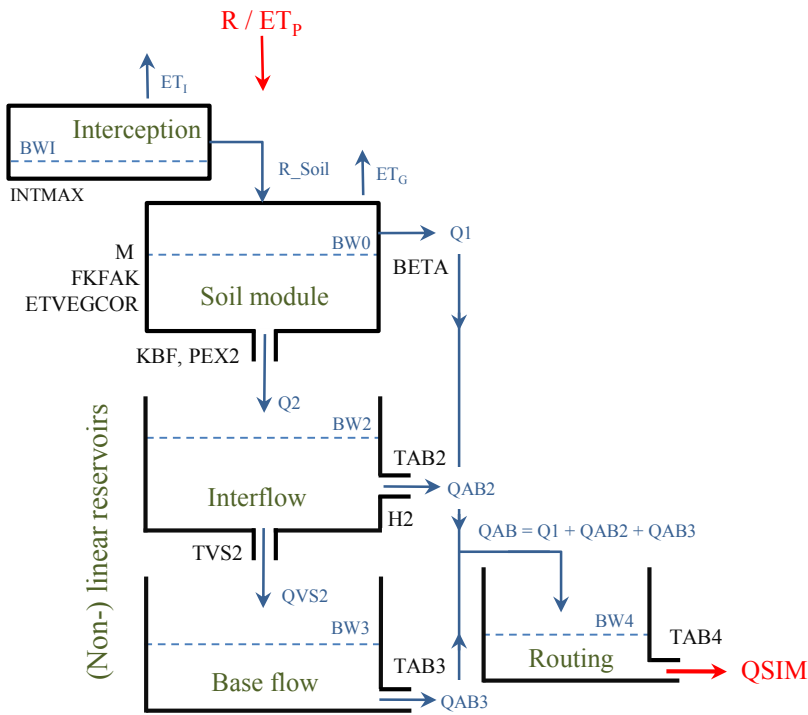 R / ETP
ETI
Interception
BWI
INTMAX
R_Soil
ETG
BW0
Q1
M
FKFAK
ETVEGCOR
BETA
Soil module
KBF, PEX2
Q2
(Non-) linear reservoirs
BW2
TAB2
Interflow
QAB2
H2
QAB = Q1 + QAB2 + QAB3
TVS2
QVS2
BW3
TAB3
Base flow
QAB3
BW4
TAB4
Routing
QSIM